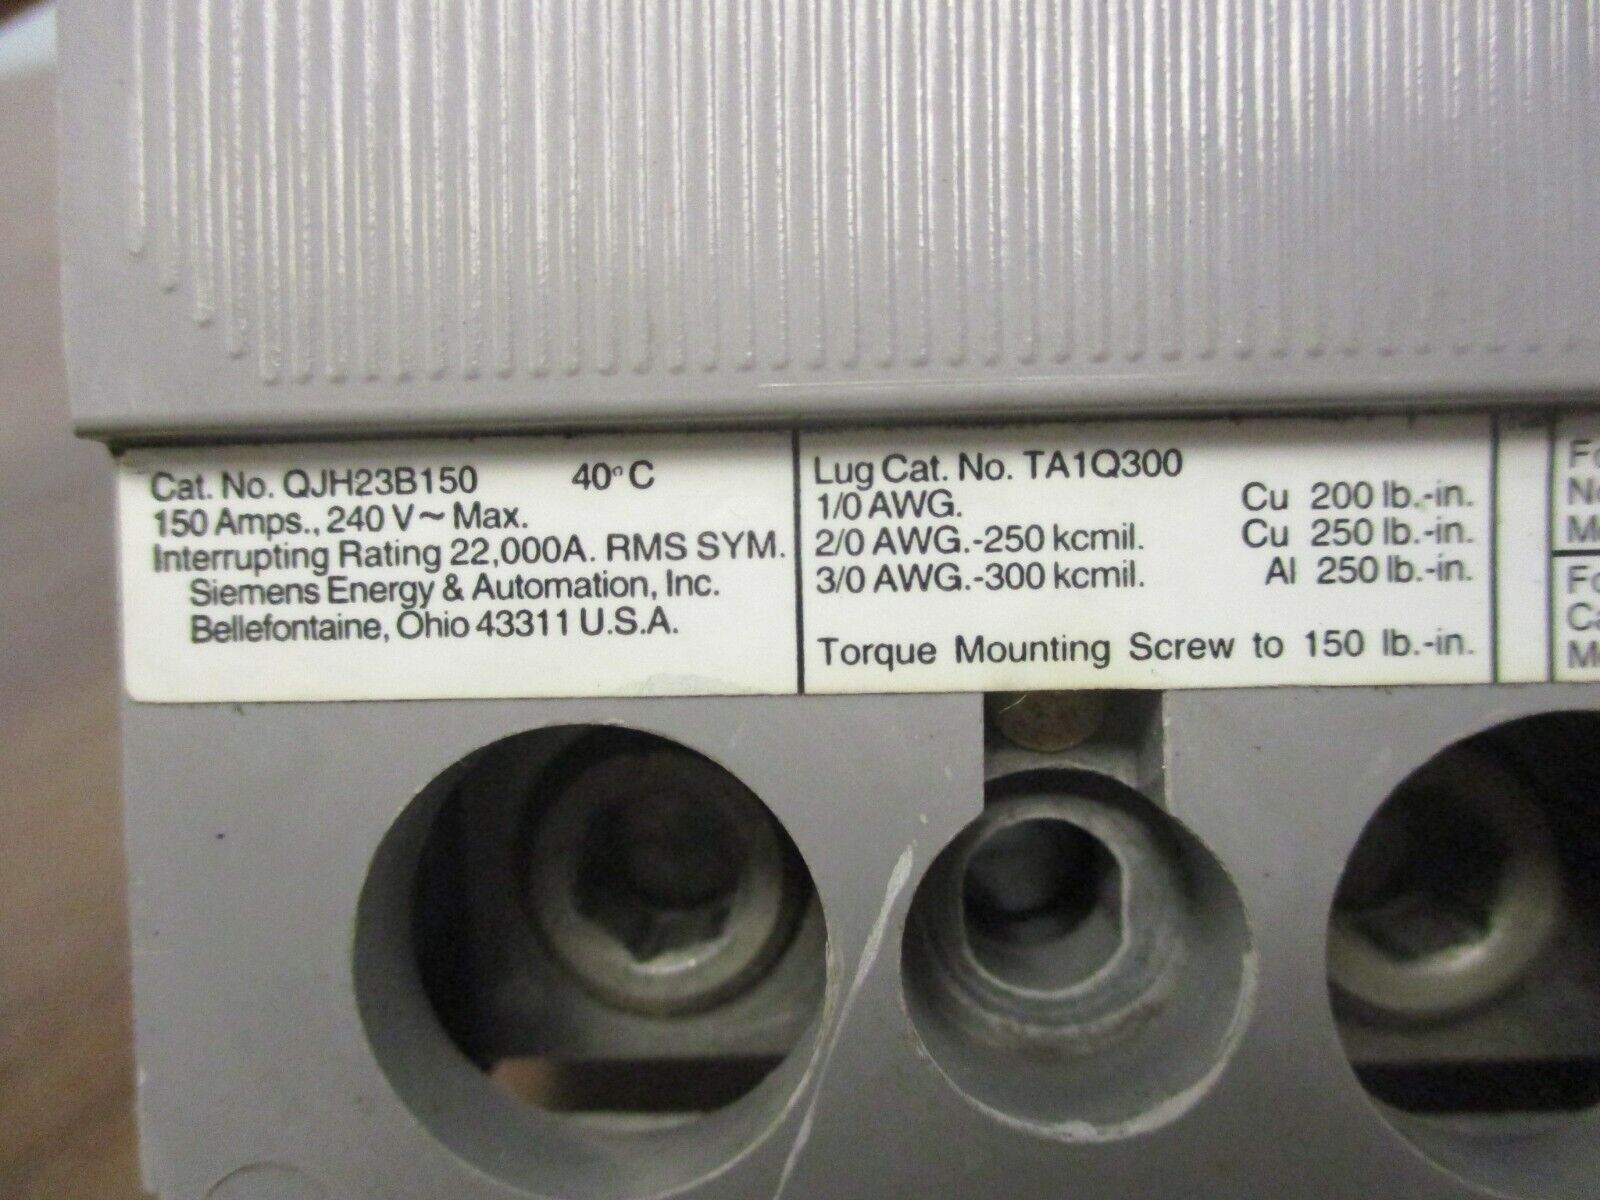 Cat. No. QJH23B150 40°C
150 Amps., 240 V~ Max.
Interrupting Rating 22,000A. RMS SYM.
Siemens Energy & Automation, Inc.
Bellefontaine, Ohio 43311 U.S.A.
Lug Cat. No. TA1Q300
1/0 AWG. Cu 200 lb.-in.
2/0 AWG.-250 kcmil. Cu 250 lb.-in.
3/0 AWG.-300 kcmil. Al 250 lb.-in.
Torque Mounting Screw to 150 lb.-in.